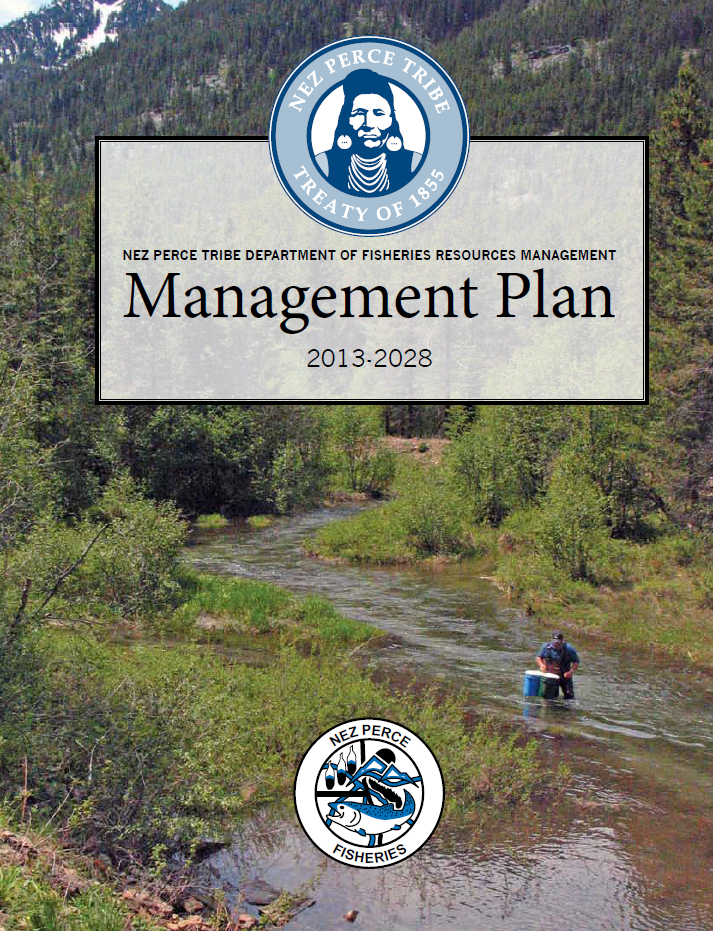 NEZ PERCE TRIBE
TREATY OF 1855
NEZ PERCE TRIBE DEPARTMENT OF FISHERIES RESOURCES MANAGEMENT
Management Plan
2013-2028
NEZ PERCE
FISHERIES